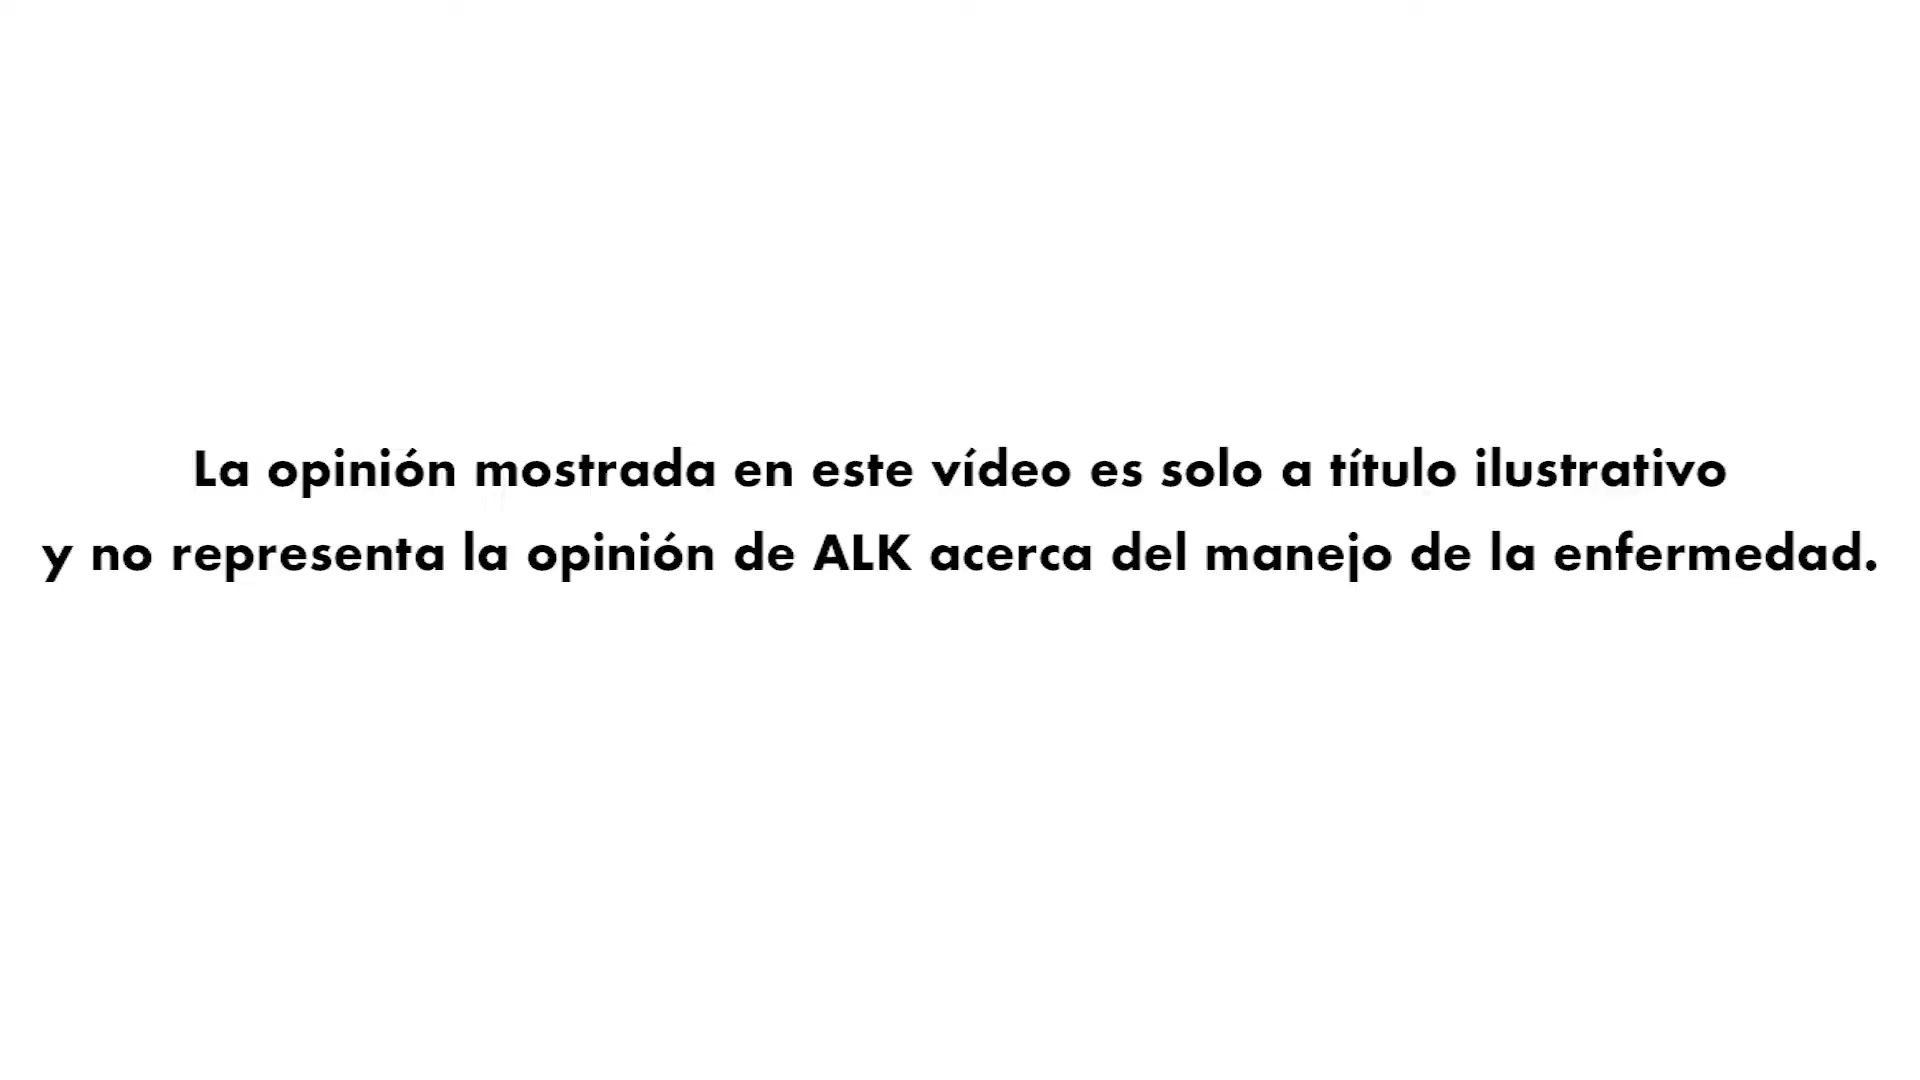 La opinión mostrada en este vídeo es solo a título ilustrativo
y no representa la opinión de ALK acerca del manejo de la enfermedad.